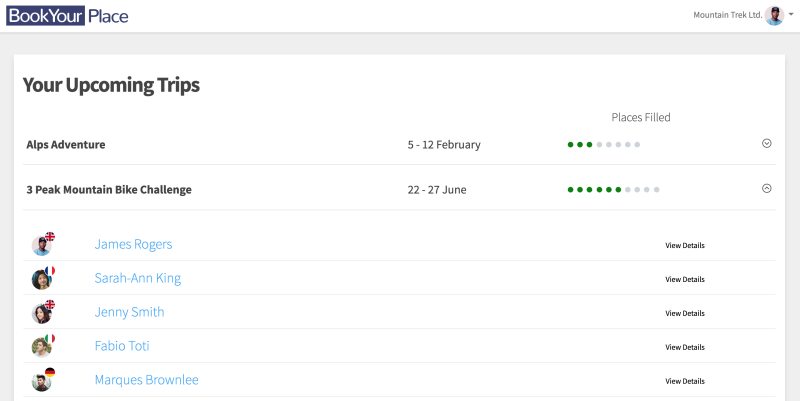 BookYour Place
Mountain Trek Ltd.
Your Upcoming Trips
Places Filled
Alps Adventure 5 - 12 February
3 Peak Mountain Bike Challenge 22 - 27 June
James Rogers View Details
Sarah-Ann King View Details
Jenny Smith View Details
Fabio Toti View Details
Marques Brownlee View Details